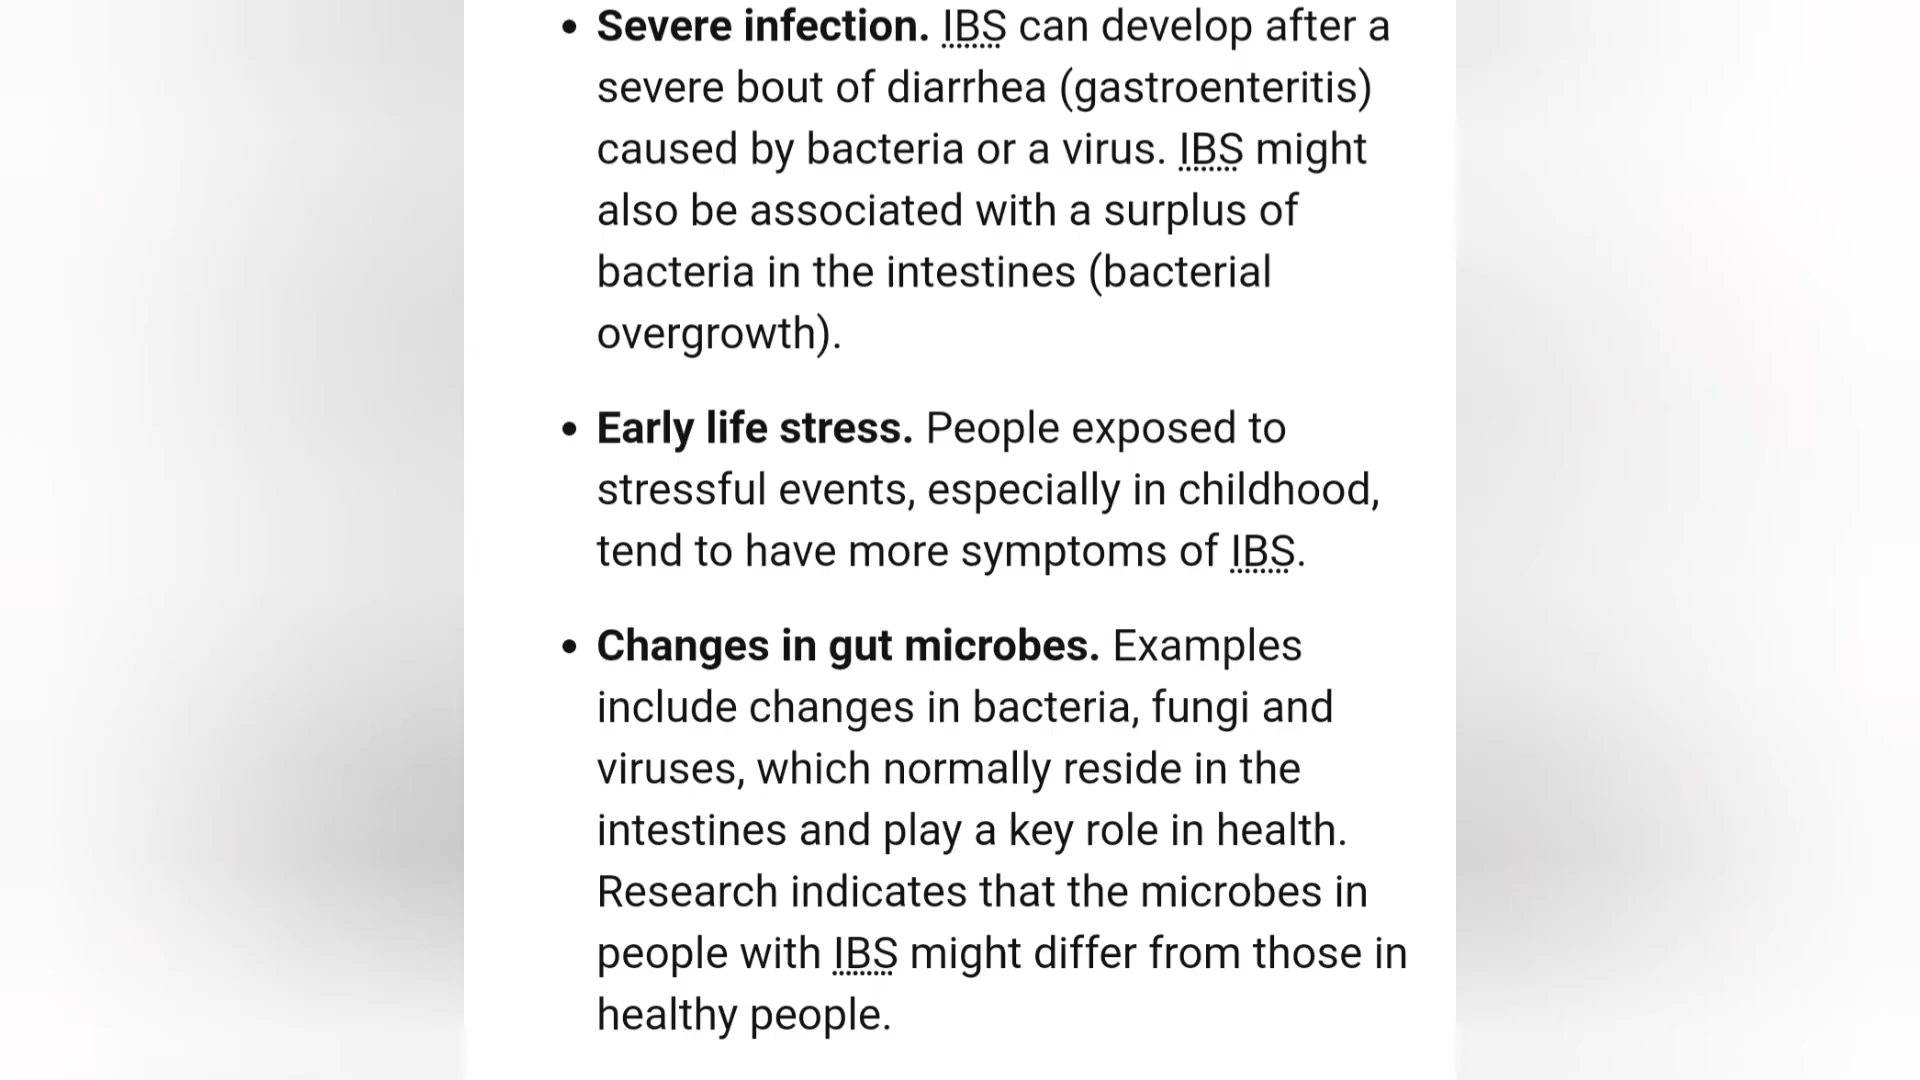 • Severe infection. IBS can develop after a
severe bout of diarrhea (gastroenteritis)
caused by bacteria or a virus. IBS might
also be associated with a surplus of
bacteria in the intestines (bacterial
overgrowth).
• Early life stress. People exposed to
stressful events, especially in childhood,
tend to have more symptoms of IBS.
• Changes in gut microbes. Examples
include changes in bacteria, fungi and
viruses, which normally reside in the
intestines and play a key role in health.
Research indicates that the microbes in
people with IBS might differ from those in
healthy people.